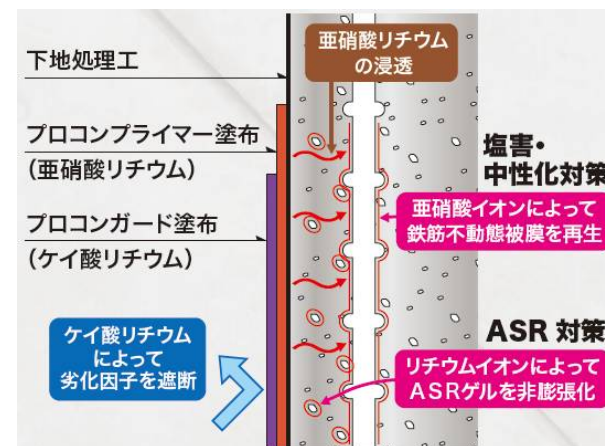 下地処理工
プロコンプライマー塗布
(亜硝酸リチウム)
プロコンガード塗布
(ケイ酸リチウム)
ケイ酸リチウム
によって
劣化因子を遮断
亜硝酸リチウム
の浸透
塩害・
中性化対策
亜硝酸イオンによって
鉄筋不動態被膜を再生
ASR 対策
リチウムイオンによって
ASRゲルを非膨張化